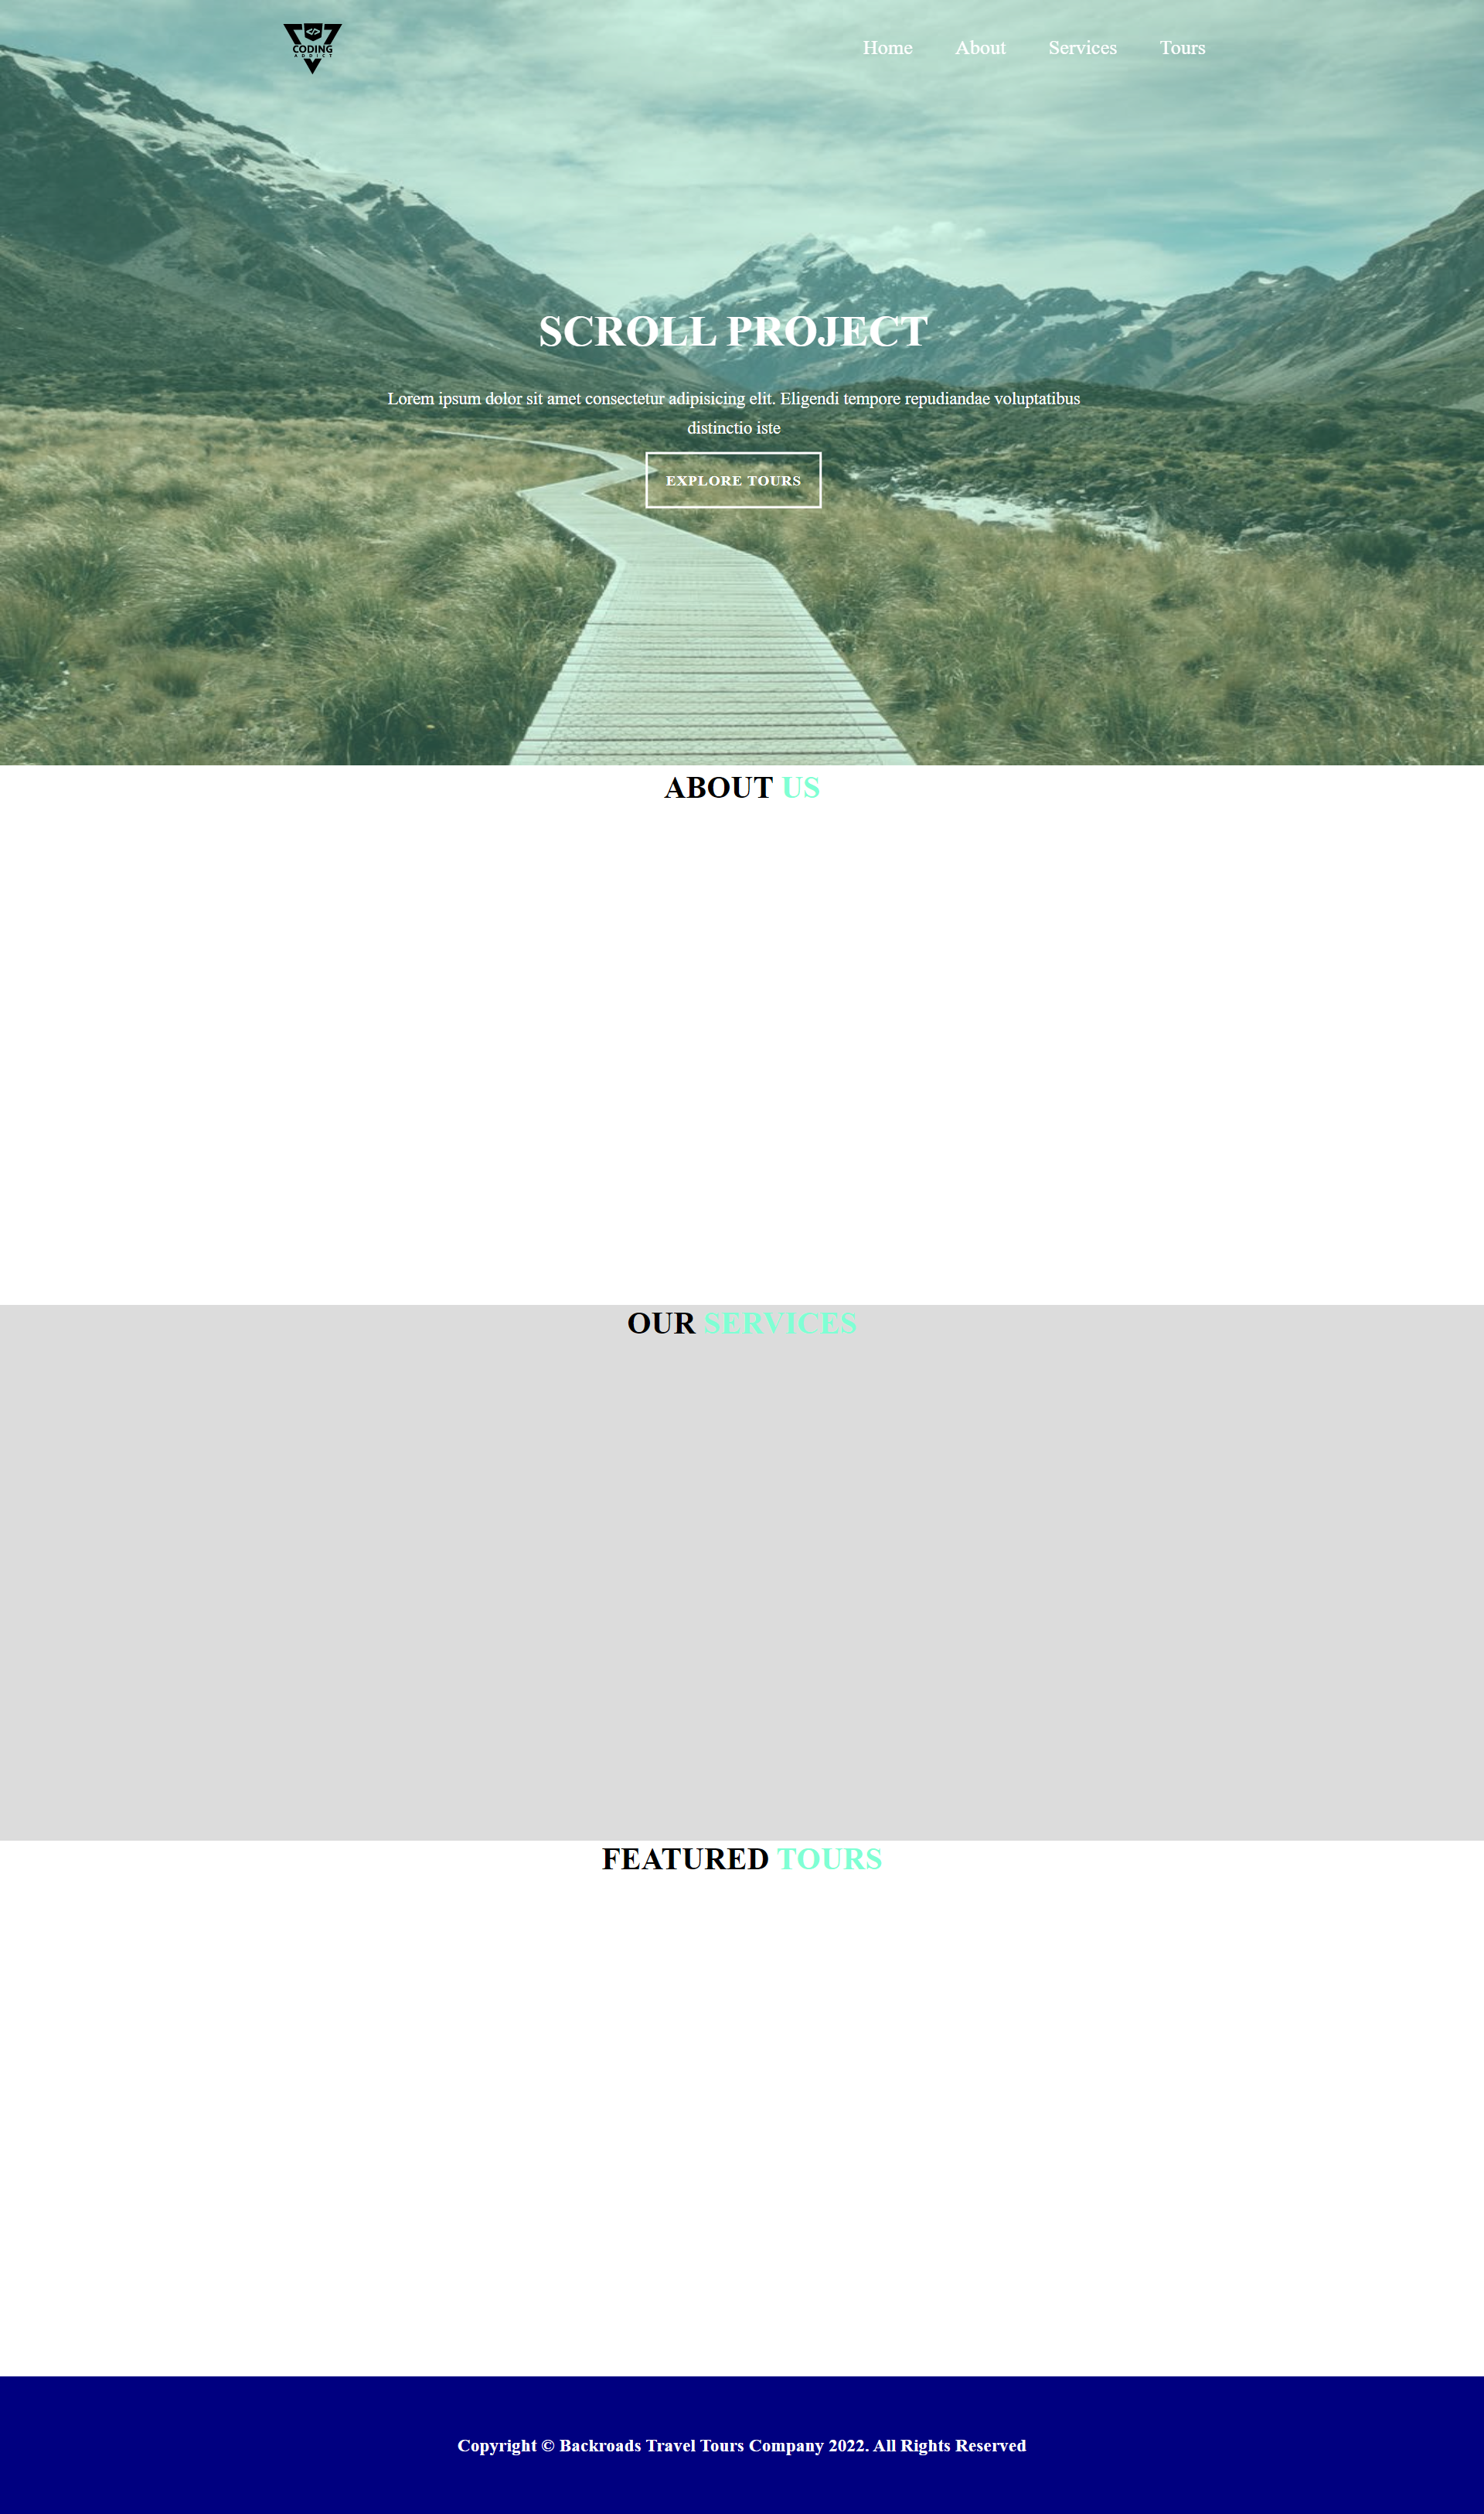 CODING
ADDICT
Home About Services Tours
SCROLL PROJECT
Lorem ipsum dolor sit amet consectetur adipisicing elit. Eligendi tempore repudiandae voluptatibus
distinctio iste
EXPLORE TOURS
ABOUT US
OUR SERVICES
FEATURED TOURS
Copyright © Backroads Travel Tours Company 2022. All Rights Reserved